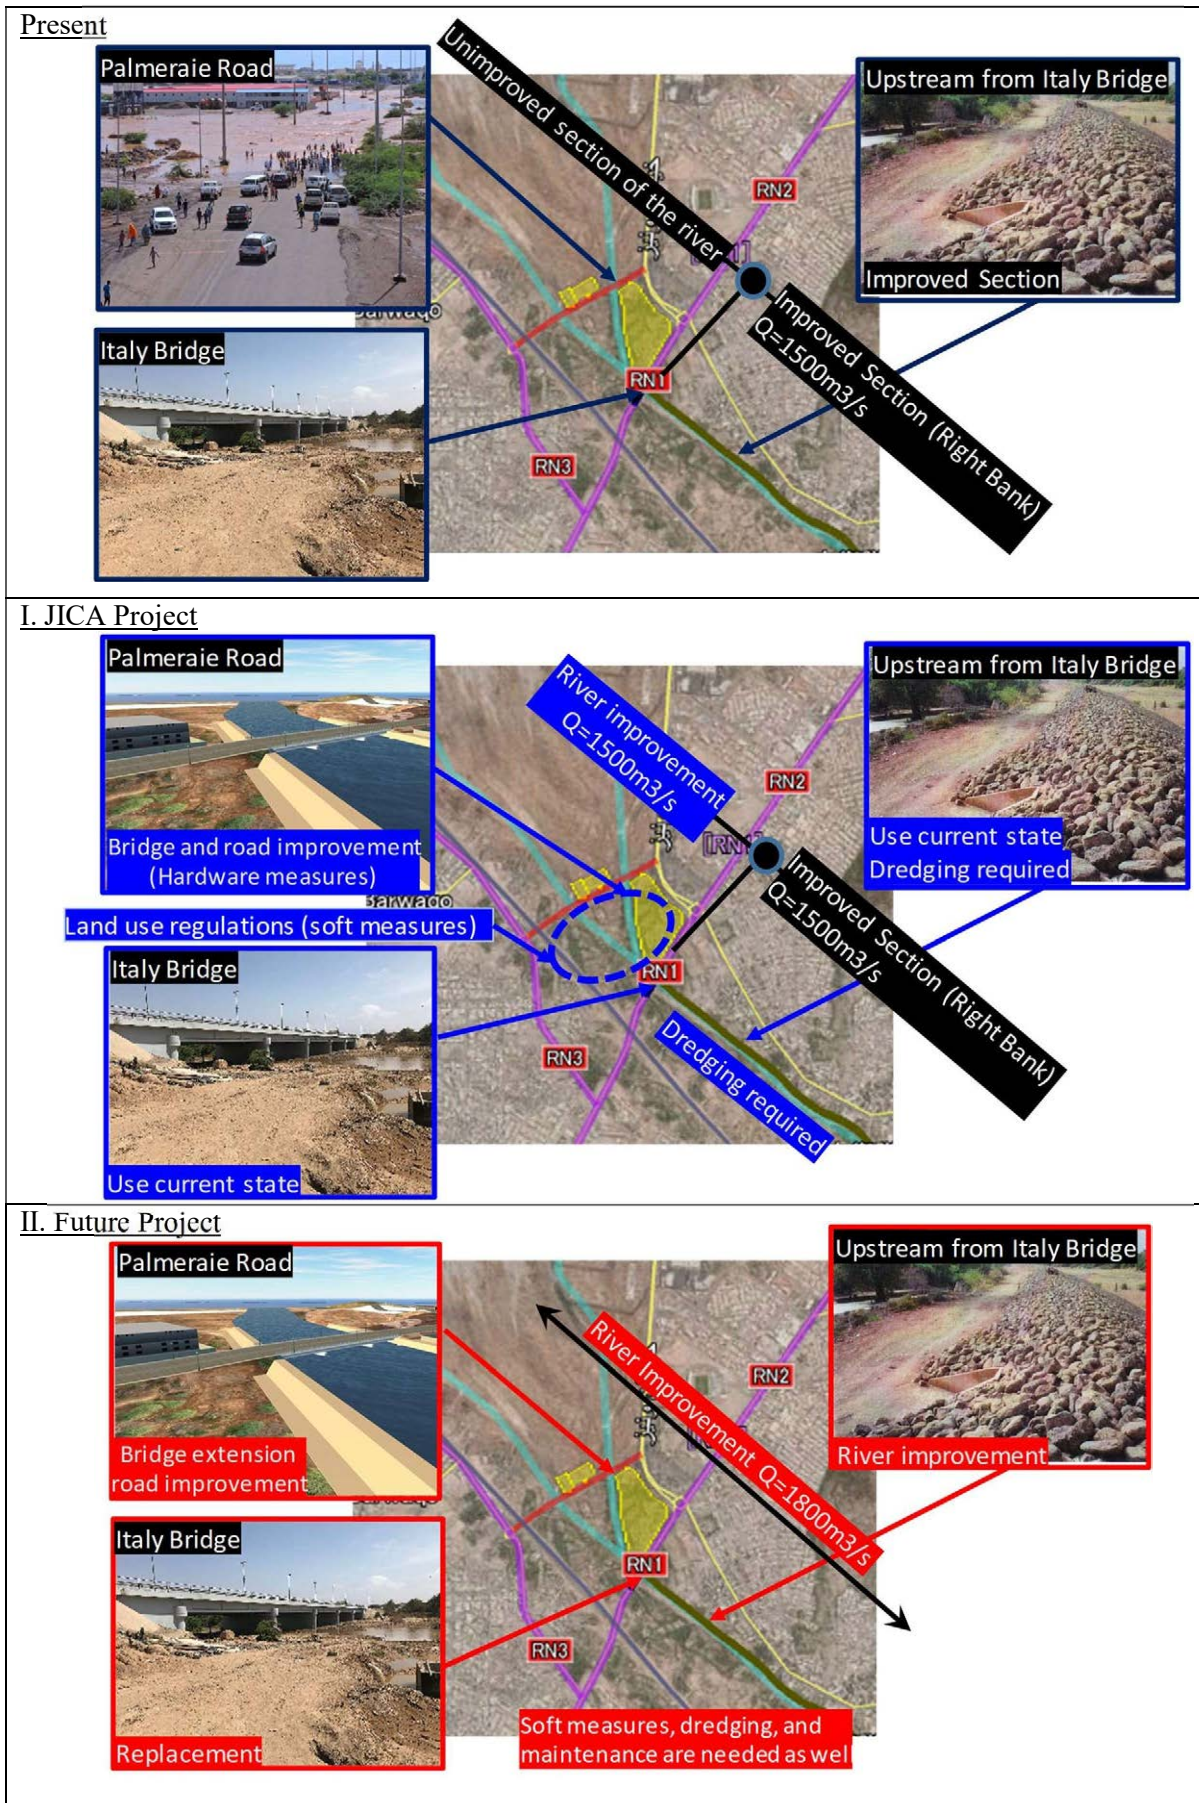 Present
Palmeraie Road
Unimproved section of the river
Upstream from Italy Bridge
RN2
Improved Section
Improved Section (Right Bank)
Q=1500m3/s
Italy Bridge
RN1
RN3
I. JICA Project
Palmeraie Road
River improvement
Q=1500m3/s
Upstream from Italy Bridge
RN2
Bridge and road improvement
(Hardware measures)
Use current state
Dredging required
Improved Section (Right Bank)
Q=1500m3/s
Land use regulations (soft measures)
Italy Bridge
RN1
RN3
Dredging required
Use current state
II. Future Project
Palmeraie Road
Upstream from Italy Bridge
River Improvement Q=1800m3/s
RN2
Bridge extension
road improvement
River improvement
Italy Bridge
RN1
RN3
Replacement
Soft measures, dredging, and
maintenance are needed as well